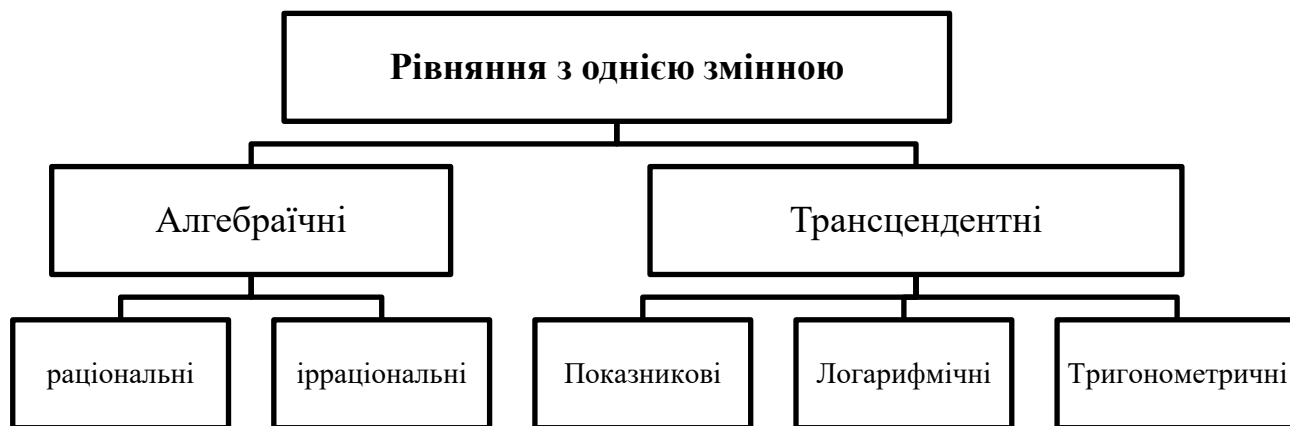 Рівняння з однією змінною
Алгебраїчні
Трансцендентні
раціональні
ірраціональні
Показникові
Логарифмічні
Тригонометричні